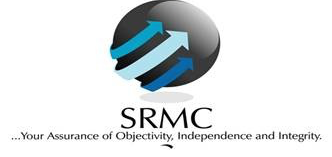 SRMC
...Your Assurance of Objectivity, Independence and Integrity.